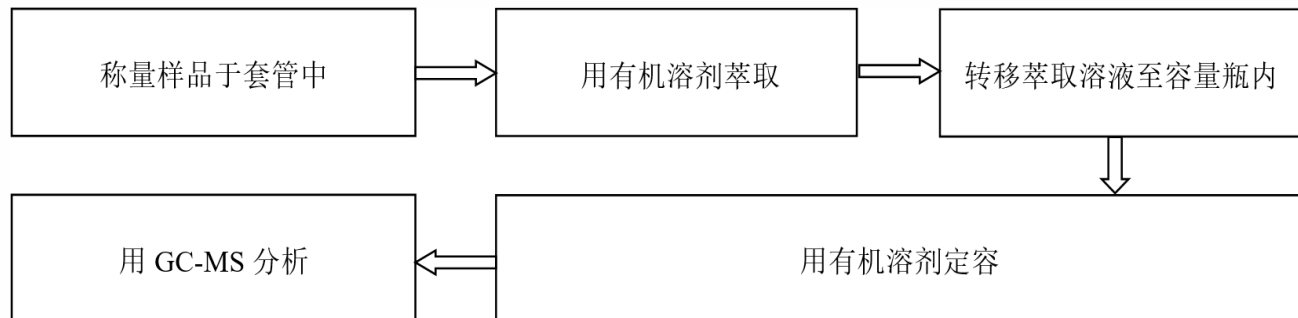 称量样品于套管中
用有机溶剂萃取
转移萃取溶液至容量瓶内
用有机溶剂定容
用 GC-MS 分析